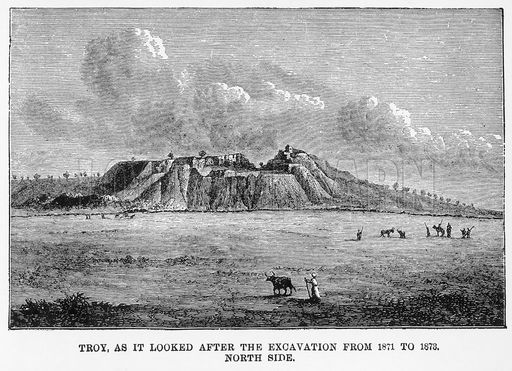 TROY, AS IT LOOKED AFTER THE EXCAVATION FROM 1871 TO 1873.
NORTH SIDE.